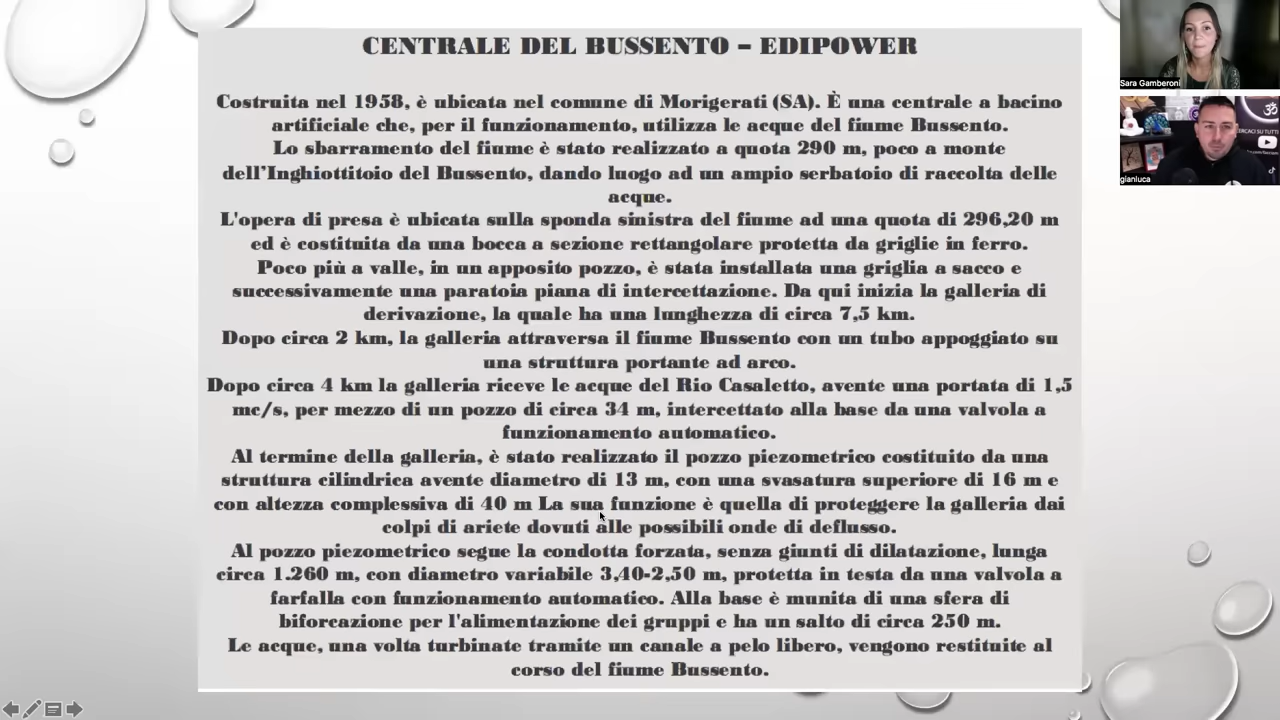 CENTRALE DEL BUSSENTO – EDIPOWER
Costruita nel 1958, è ubicata nel comune di Morigerati (SA). È una centrale a bacino
artificiale che, per il funzionamento, utilizza le acque del fiume Bussento.
Lo sbarramento del fiume è stato realizzato a quota 290 m, poco a monte
dell'Inghiottitoio del Bussento, dando luogo ad un ampio serbatoio di raccolta delle
acque.
L'opera di presa è ubicata sulla sponda sinistra del fiume ad una quota di 296,20 m
ed è costituita da una bocca a sezione rettangolare protetta da griglie in ferro.
Poco più a valle, in un apposito pozzo, è stata installata una griglia a sacco e
successivamente una paratoia piana di intercettazione. Da qui inizia la galleria di
derivazione, la quale ha una lunghezza di circa 7,5 km.
Dopo circa 2 km, la galleria attraversa il fiume Bussento con un tubo appoggiato su
una struttura portante ad arco.
Dopo circa 4 km la galleria riceve le acque del Rio Casaletto, avente una portata di 1,5
mc/s, per mezzo di un pozzo di circa 34 m, intercettato alla base da una valvola a
funzionamento automatico.
Al termine della galleria, è stato realizzato il pozzo piezometrico costituito da una
struttura cilindrica avente diametro di 13 m, con una svasatura superiore di 16 m e
con altezza complessiva di 40 m La sua funzione è quella di proteggere la galleria dai
colpi di ariete dovuti alle possibili onde di deflusso.
Al pozzo piezometrico segue la condotta forzata, senza giunti di dilatazione, lunga
circa 1.260 m, con diametro variabile 3,40-2,50 m, protetta in testa da una valvola a
farfalla con funzionamento automatico. Alla base è munita di una sfera di
biforcazione per l'alimentazione dei gruppi e ha un salto di circa 250 m.
Le acque, una volta turbinate tramite un canale a pelo libero, vengono restituite al
corso del fiume Bussento.
Sara Gamberoni
CERCACI SU TUTTI
gianluca